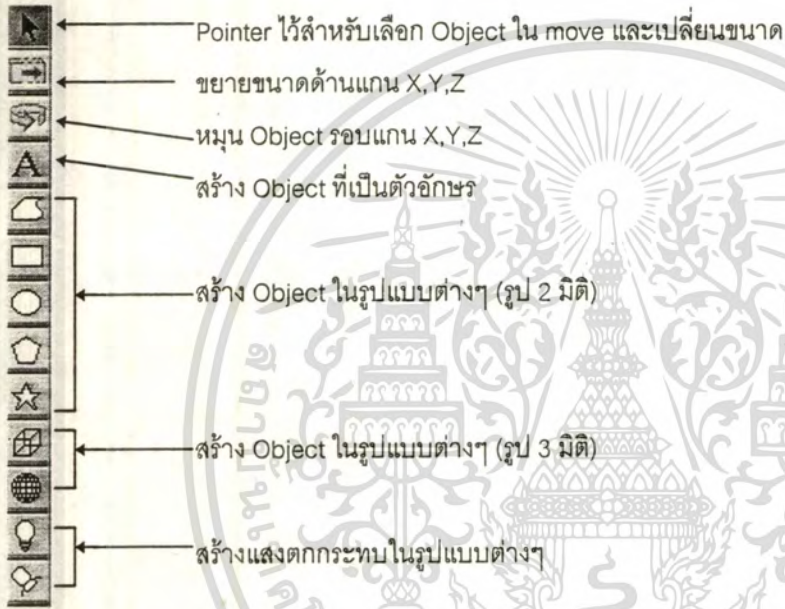 Pointer ไว้สำหรับเลือก Object ใน move และเปลี่ยนขนาด
ขยายขนาดด้านแกน X,Y,Z
หมุน Object รอบแกน X,Y,Z
A
สร้าง Object ที่เป็นตัวอักษร
สร้าง Object ในรูปแบบต่างๆ (รูป 2 มิติ)
สร้าง Object ในรูปแบบต่างๆ (รูป 3 มิติ)
สร้างแสงตกกระทบในรูปแบบต่างๆ